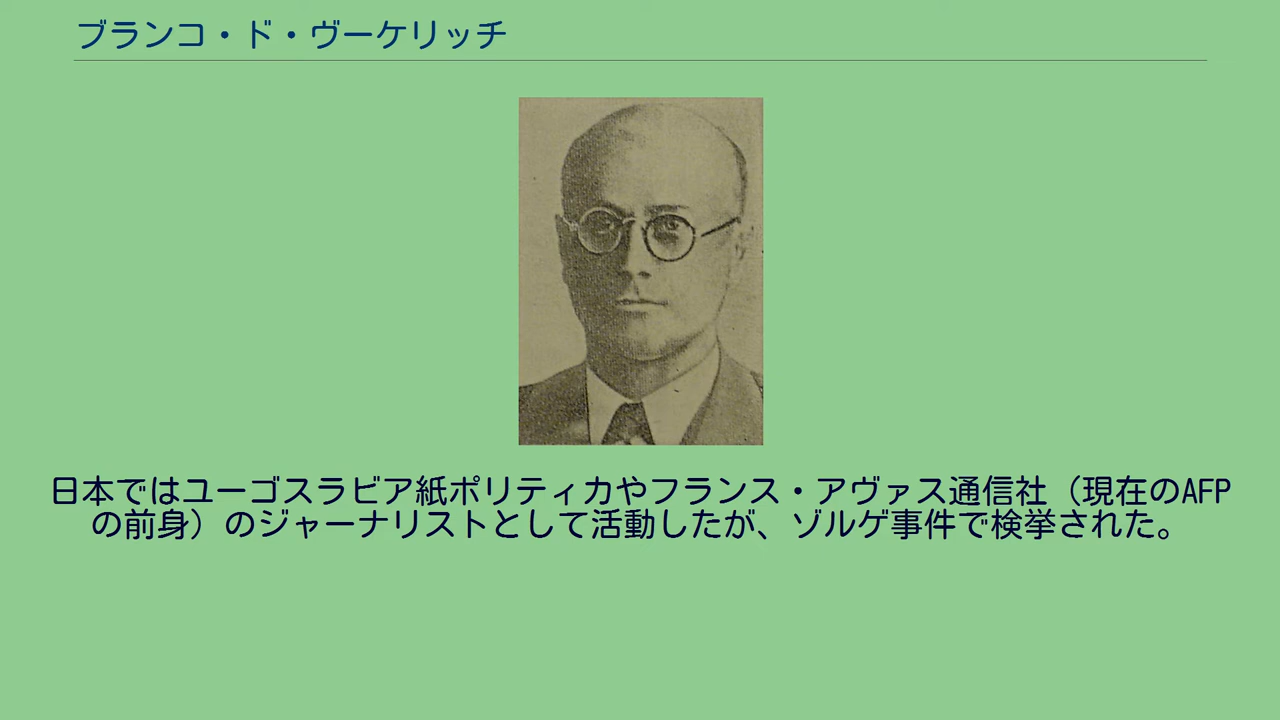 ブランコ・ド・ヴーケリッチ
日本ではユーゴスラビア紙ポリティカやフランス・アヴァス通信社（現在のAFP
の前身）のジャーナリストとして活動したが、ゾルゲ事件で検挙された。